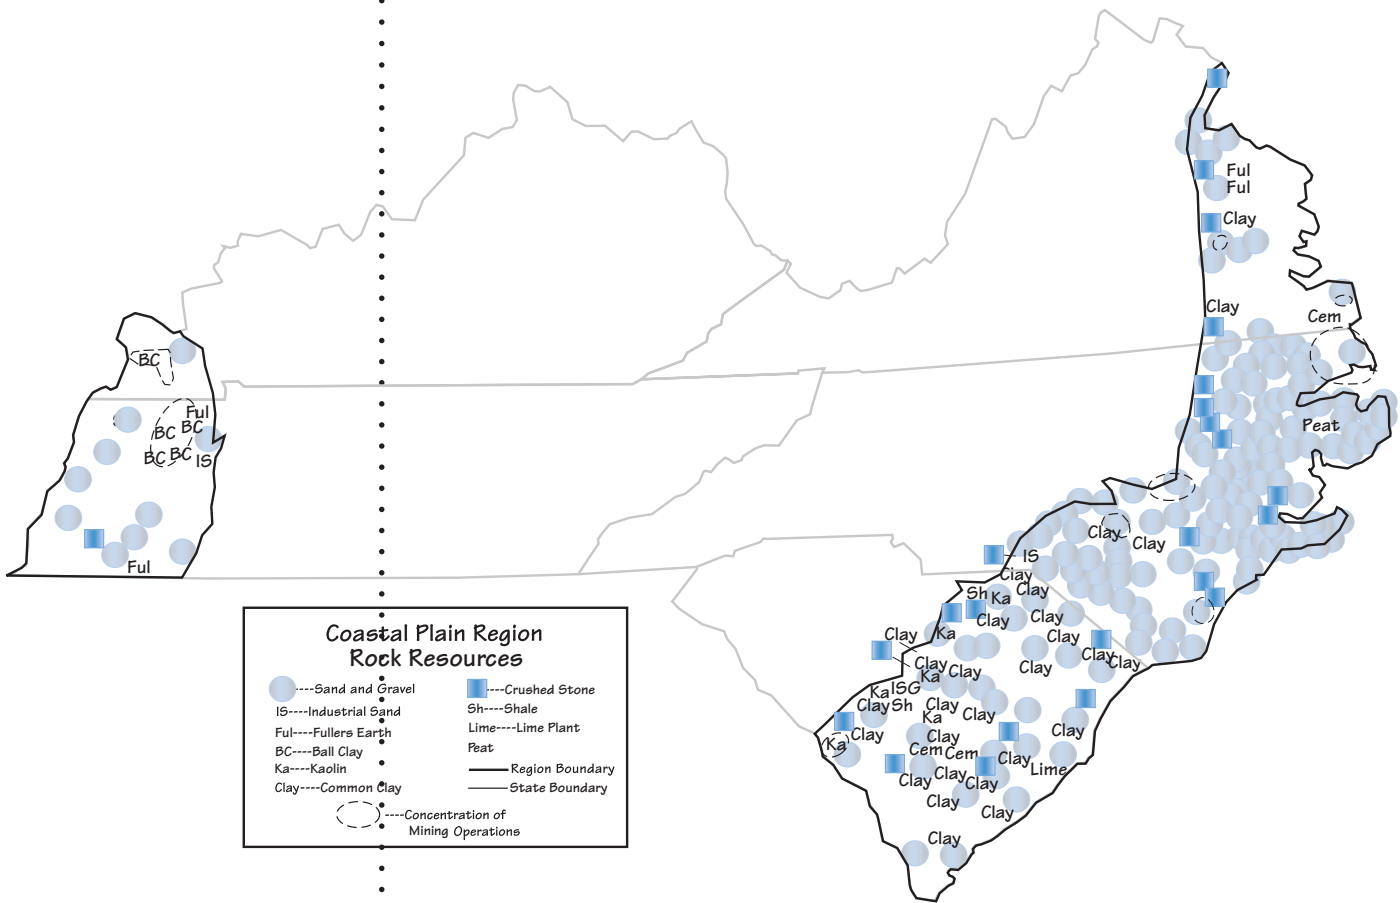 Ful
Ful
Clay
Clay
Cem
BC
Ful
BC
BC
BC
BC
IS
Peat
Clay
Clay
Ful
IS
Clay
Clay
Sh
Ka
Clay
Clay
Ka
Clay
Clay
Clay
Clay
Clay
Clay
Clay
Ka
Ka
ISG
Clay
Sh
Clay
Ka
Clay
Clay
Clay
Ka
Clay
Cem
Cem
Clay
Lime
Clay
Clay
Clay
Clay
Clay
Clay
Coastal Plain Region
Rock Resources
----Sand and Gravel
IS----Industrial Sand
Ful----Fullers Earth
BC----Ball Clay
Ka----Kaolin
Clay----Common Clay
----Crushed Stone
Sh----Shale
Lime----Lime Plant
Peat
Region Boundary
State Boundary
----Concentration of
Mining Operations